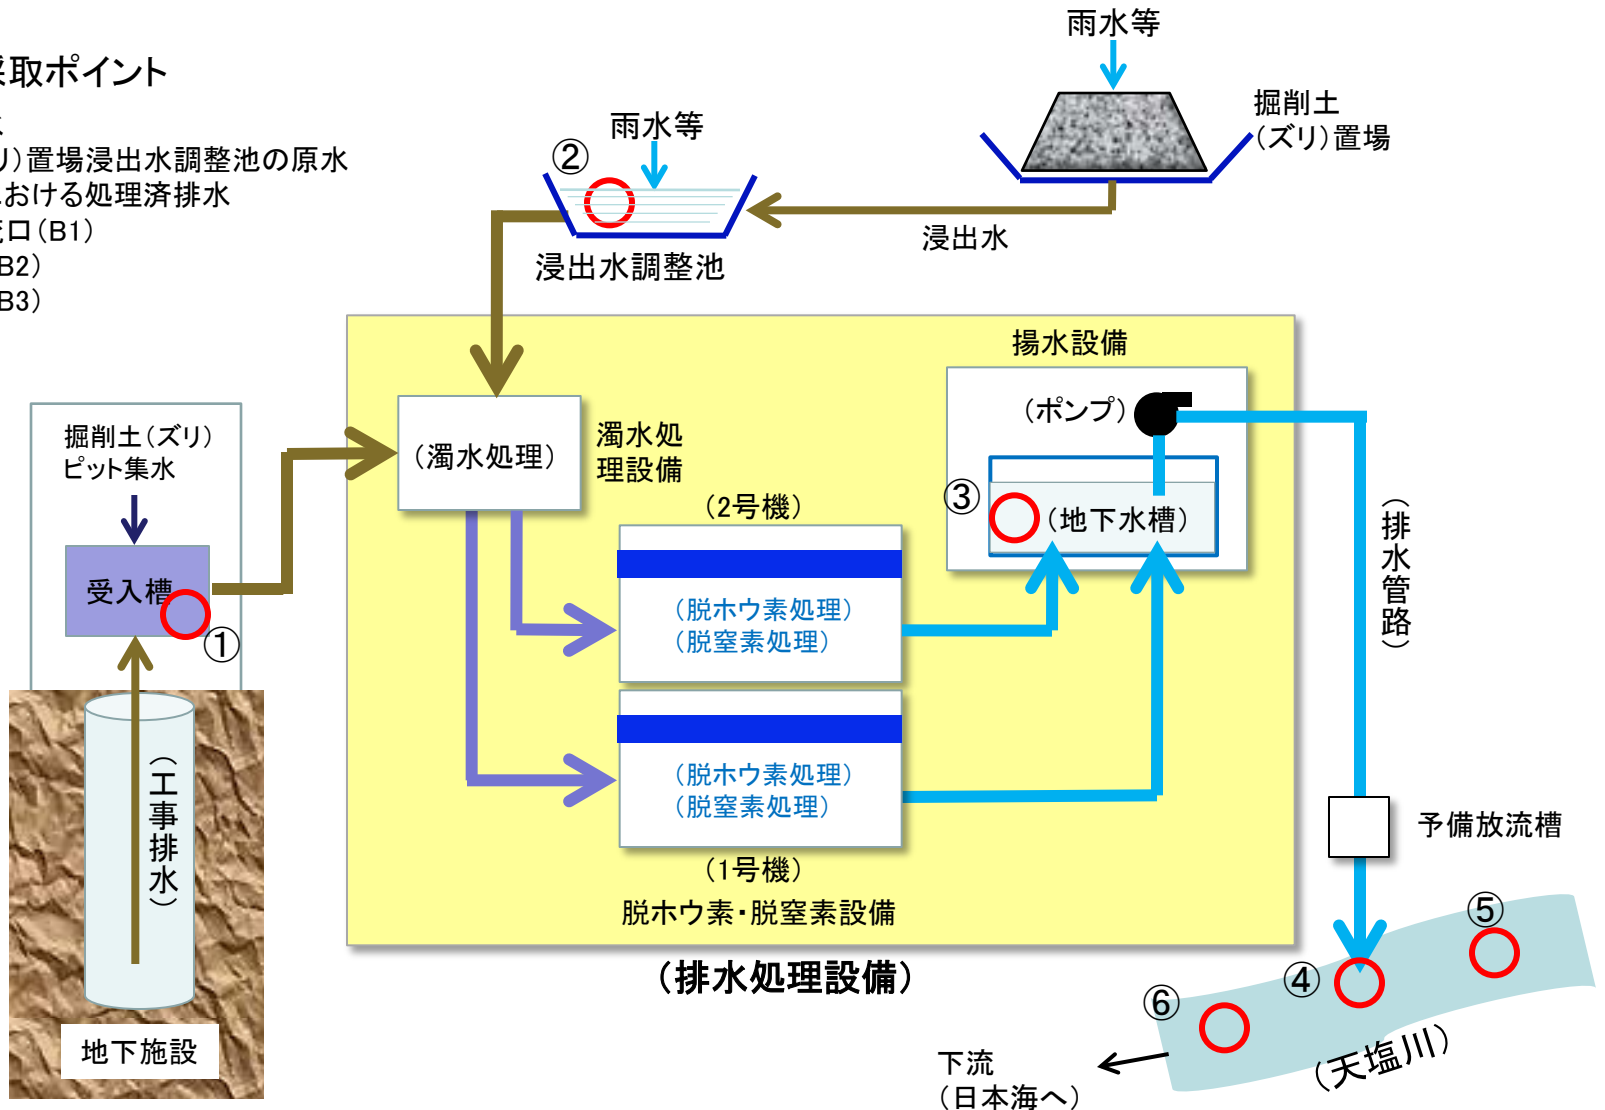 取ポイント
リ)置場浸出水調整池の原水
おける処理済排水
口(B1)
B2)
B3)
雨水等
掘削土
(ズリ)置場
雨水等
②
浸出水
浸出水調整池
掘削土(ズリ)
ピット集水
受入槽
①
(工事排水)
地下施設
(濁水処理)
濁水処
理設備
揚水設備
(ポンプ)
③
(地下水槽)
(2号機)
(脱ホウ素処理)
(脱窒素処理)
(脱ホウ素処理)
(脱窒素処理)
(1号機)
脱ホウ素・脱窒素設備
(排水処理設備)
(排水管路)
予備放流槽
⑤
④
⑥
(天塩川)
下流
(日本海へ)